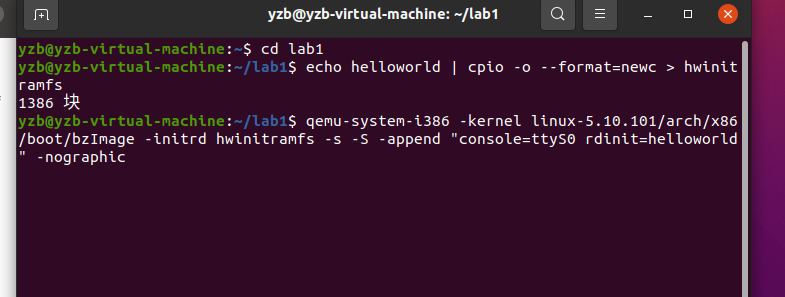 yzb@yzb-virtual-machine: ~/lab1
yzb@yzb-virtual-machine:~$ cd lab1
yzb@yzb-virtual-machine:~/lab1$ echo helloworld | cpio -o --format=newc > hwinit
ramfs
1386 块
yzb@yzb-virtual-machine:~/lab1$ qemu-system-i386 -kernel linux-5.10.101/arch/x86
/boot/bzImage -initrd hwinitramfs -s -S -append "console=ttyS0 rdinit=helloworld
" -nographic